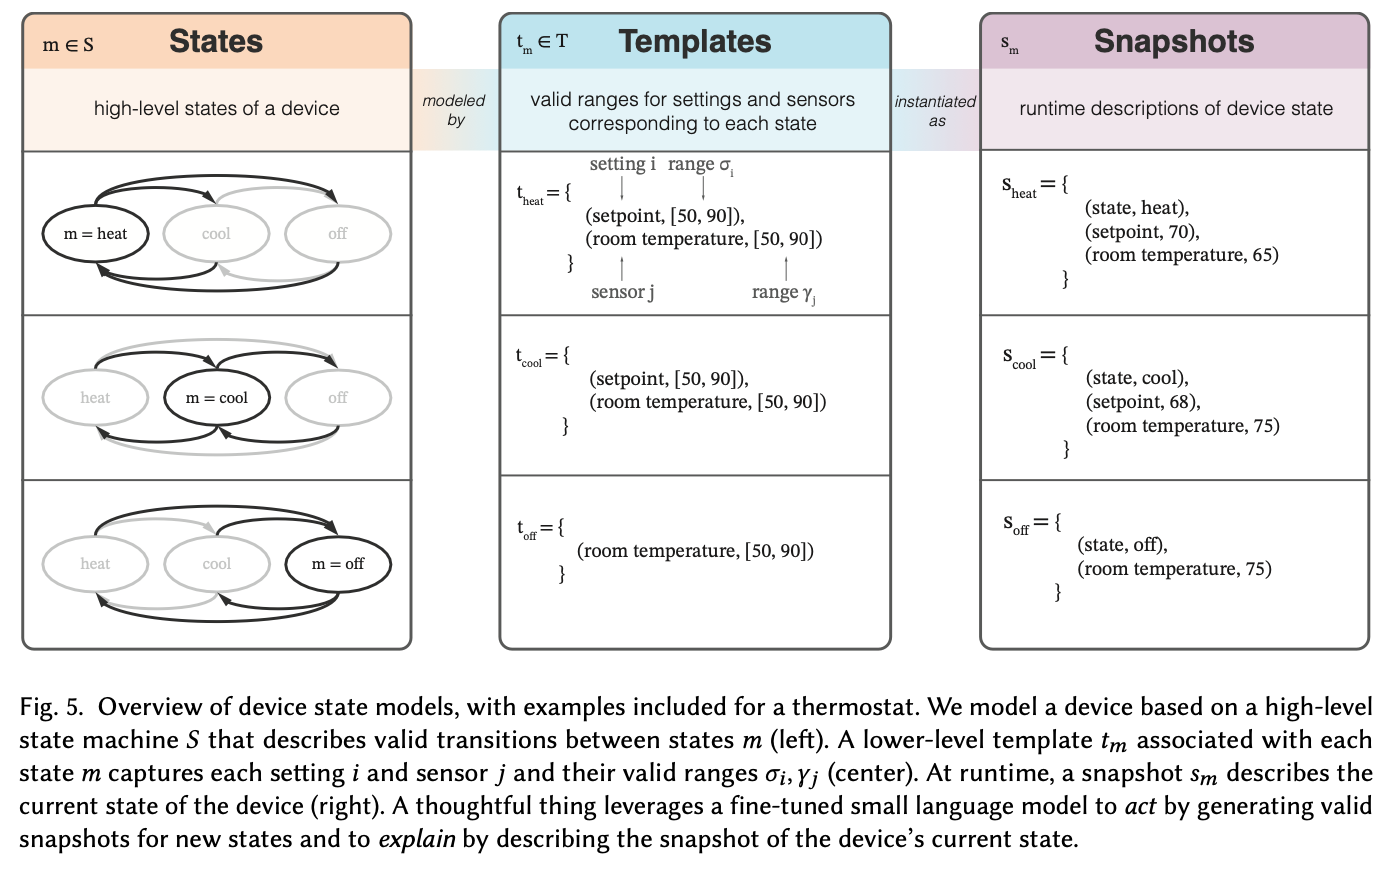 m ∈ S States
high-level states of a device
modeled
by
tₘ ∈ T Templates
valid ranges for settings and sensors
corresponding to each state
instantiated
as
sₘ Snapshots
runtime descriptions of device state
m = heat cool off
setting i range σᵢ
t_heat = {
(setpoint, [50, 90]),
(room temperature, [50, 90])
}
sensor j range γⱼ
s_heat = {
(state, heat),
(setpoint, 70),
(room temperature, 65)
}
heat m = cool off
t_cool = {
(setpoint, [50, 90]),
(room temperature, [50, 90])
}
s_cool = {
(state, cool),
(setpoint, 68),
(room temperature, 75)
}
heat cool m = off
t_off = {
(room temperature, [50, 90])
}
s_off = {
(state, off),
(room temperature, 75)
}
Fig. 5. Overview of device state models, with examples included for a thermostat. We model a device based on a high-level
state machine S that describes valid transitions between states m (left). A lower-level template tₘ associated with each
state m captures each setting i and sensor j and their valid ranges σᵢ, γⱼ (center). At runtime, a snapshot sₘ describes the
current state of the device (right). A thoughtful thing leverages a fine-tuned small language model to act by generating valid
snapshots for new states and to explain by describing the snapshot of the device's current state.